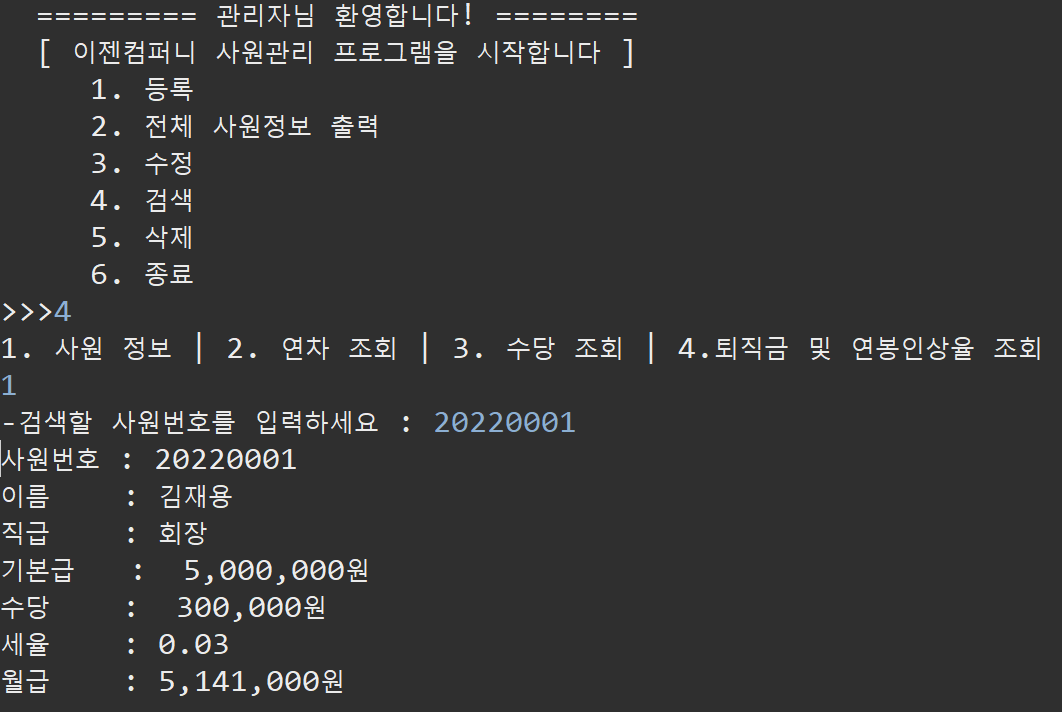 ========= 관리자님 환영합니다! ========
[ 이젠컴퍼니 사원관리 프로그램을 시작합니다 ]
1. 등록
2. 전체 사원정보 출력
3. 수정
4. 검색
5. 삭제
6. 종료
>>>4
1. 사원 정보 | 2. 연차 조회 | 3. 수당 조회 | 4.퇴직금 및 연봉인상율 조회
1
-검색할 사원번호를 입력하세요 : 20220001
사원번호 : 20220001
이름 : 김재용
직급 : 회장
기본급 : 5,000,000원
수당 : 300,000원
세율 : 0.03
월급 : 5,141,000원